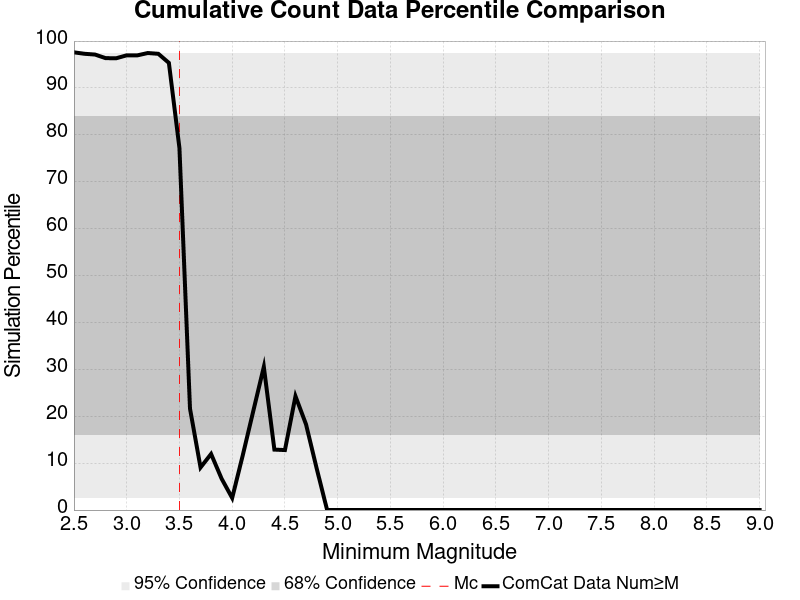 Cumulative Count Data Percentile Comparison
100
90
80
70
60
50
40
30
20
10
0
Simulation Percentile
2.5 3.0 3.5 4.0 4.5 5.0 5.5 6.0 6.5 7.0 7.5 8.0 8.5 9.0
Minimum Magnitude
95% Confidence 68% Confidence Mc ComCat Data Num≥M